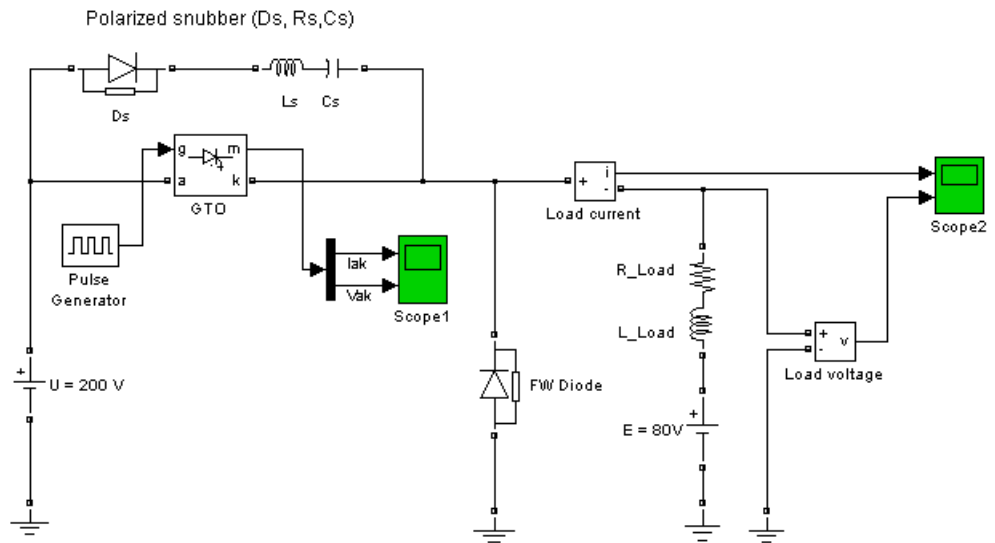 Polarized snubber (Ds, Rs,Cs)
Ds
Ls
Cs
g
m
a
k
GTO
Pulse
Generator
Iak
Vak
Scope1
+
U = 200 V
FW Diode
+
i
-
Load current
Scope2
R_Load
L_Load
+
-
v
Load voltage
+
E = 80V